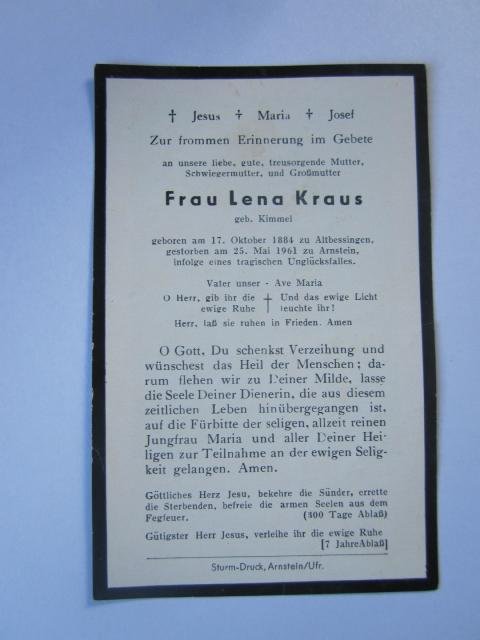 † Jesus † Maria † Josef
Zur frommen Erinnerung im Gebete
an unsere liebe, gute, treusorgende Mutter,
Schwiegermutter, und Großmutter
Frau Lena Kraus
geb. Kimmel
geboren am 17. Oktober 1884 zu Altbessingen,
gestorben am 25. Mai 1961 zu Arnstein,
infolge eines tragischen Unglücksfalles.
Vater unser - Ave Maria
O Herr, gib ihr die † Und das ewige Licht
ewige Ruhe leuchte ihr!
Herr, laß sie ruhen in Frieden. Amen
O Gott, Du schenkst Verzeihung und
wünschest das Heil der Menschen; da-
rum flehen wir zu Deiner Milde, lasse
die Seele Deiner Dienerin, die aus diesem
zeitlichen Leben hinübergegangen ist,
auf die Fürbitte der seligen, allzeit reinen
Jungfrau Maria und aller Deiner Hei-
ligen zur Teilnahme an der ewigen Selig-
keit gelangen. Amen.
Göttliches Herz Jesu, bekehre die Sünder, errette
die Sterbenden, befreie die armen Seelen aus dem
Fegfeuer. (300 Tage Ablaß)
Gütigster Herr Jesus, verleihe ihr die ewige Ruhe
[7 Jahre Ablaß]
Sturm-Druck, Arnstein/Ufr.